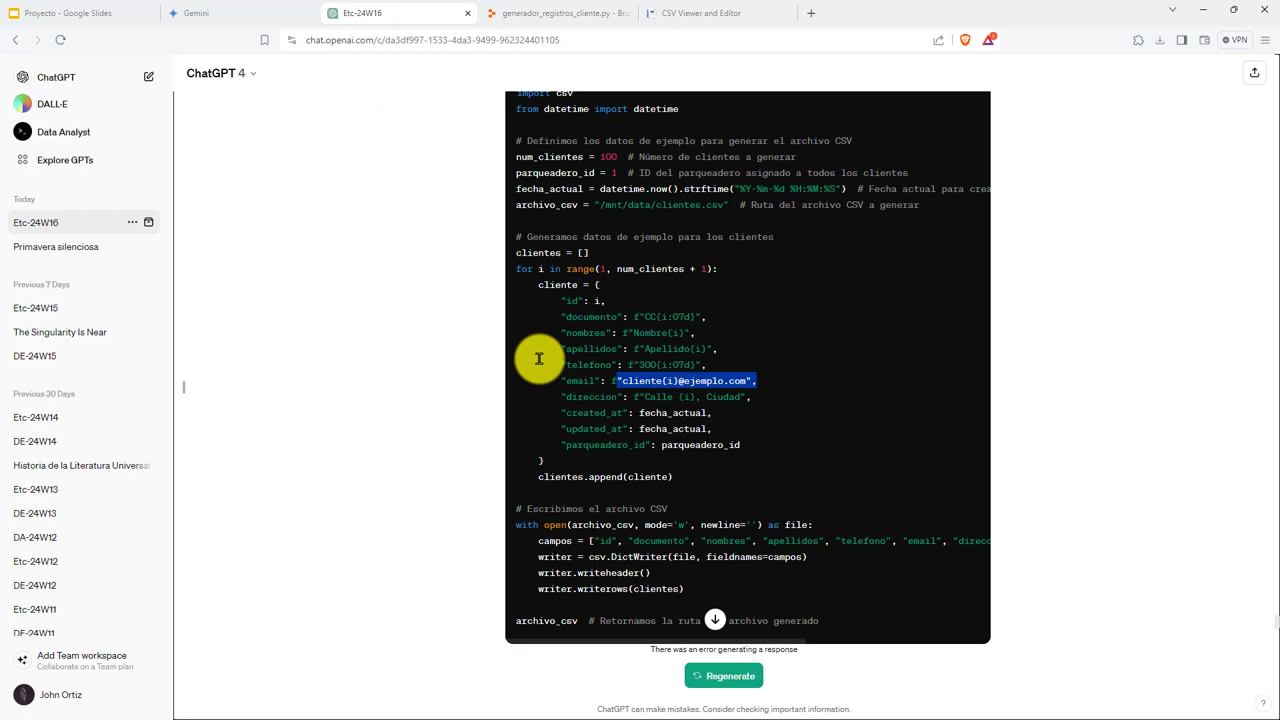 Proyecto - Google Slides
Gemini
Etc-24W16
generador_registros_cliente.py - Bru
CSV Viewer and Editor
chat.openai.com/c/da3df997-1533-4da3-9499-962324401105
VPN
ChatGPT
DALL·E
Data Analyst
Explore GPTs
Today
Etc-24W16
Primavera silenciosa
Previous 7 Days
Etc-24W15
The Singularity Is Near
DE-24W15
Previous 30 Days
Etc-24W14
DE-24W14
Historia de la Literatura Universal
Etc-24W13
DE-24W13
DA-24W12
Etc-24W12
DE-24W12
Etc-24W11
DE-24W11
Add Team workspace
Collaborate on a Team plan
John Ortiz
ChatGPT 4
import csv
from datetime import datetime
# Definimos los datos de ejemplo para generar el archivo CSV
num_clientes = 100  # Número de clientes a generar
parqueadero_id = 1  # ID del parqueadero asignado a todos los clientes
fecha_actual = datetime.now().strftime("%Y-%m-%d %H:%M:%S")  # Fecha actual para crea
archivo_csv = "/mnt/data/clientes.csv"  # Ruta del archivo CSV a generar
# Generamos datos de ejemplo para los clientes
clientes = []
for i in range(1, num_clientes + 1):
cliente = {
"id": i,
"documento": f"CC{i:07d}",
"nombres": f"Nombre{i}",
"apellidos": f"Apellido{i}",
"telefono": f"300{i:07d}",
"email": f"cliente{i}@ejemplo.com",
"direccion": f"Calle {i}, Ciudad",
"created_at": fecha_actual,
"updated_at": fecha_actual,
"parqueadero_id": parqueadero_id
}
clientes.append(cliente)
# Escribimos el archivo CSV
with open(archivo_csv, mode='w', newline='') as file:
campos = ["id", "documento", "nombres", "apellidos", "telefono", "email", "direcc
writer = csv.DictWriter(file, fieldnames=campos)
writer.writeheader()
writer.writerows(clientes)
archivo_csv  # Retornamos la ruta archivo generado
There was an error generating a response
Regenerate
ChatGPT can make mistakes. Consider checking important information.
?